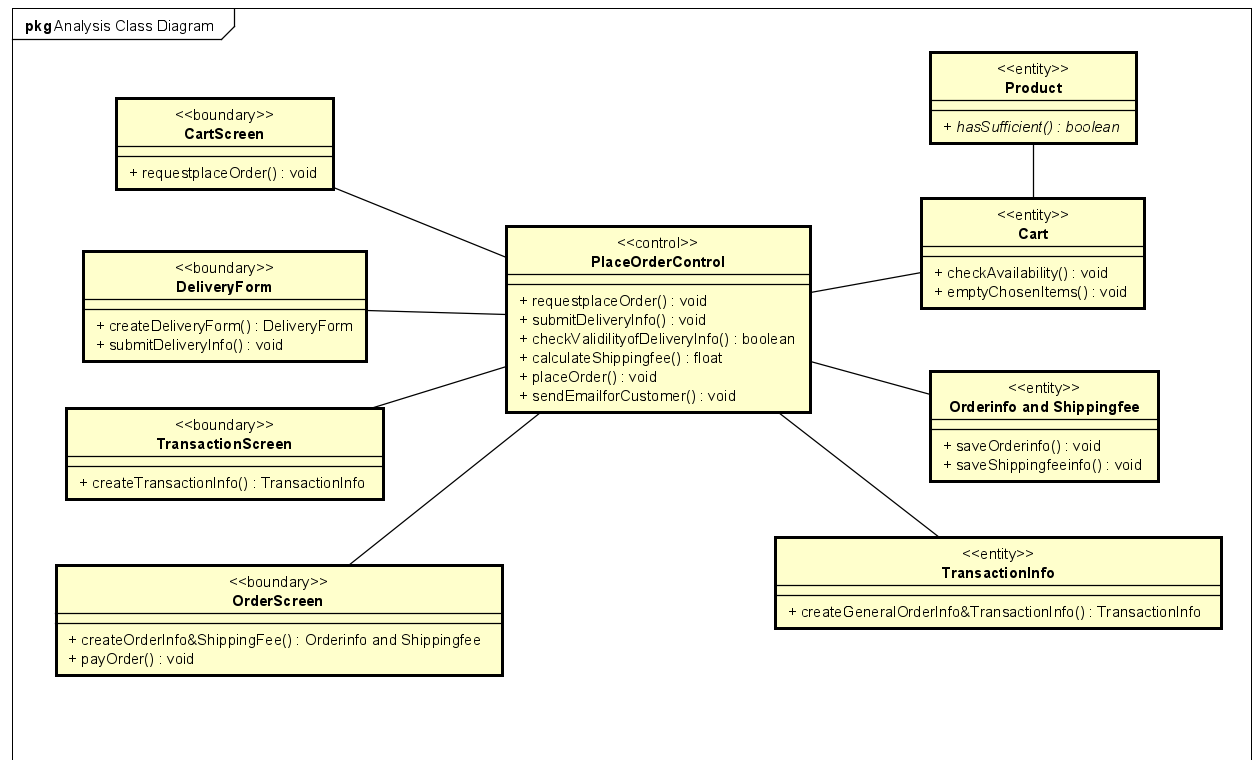 pkg Analysis Class Diagram
<<boundary>>
CartScreen
+ requestplaceOrder() : void
<<boundary>>
DeliveryForm
+ createDeliveryForm() : DeliveryForm
+ submitDeliveryInfo() : void
<<boundary>>
TransactionScreen
+ createTransactionInfo() : TransactionInfo
<<boundary>>
OrderScreen
+ createOrderInfo&ShippingFee() : Orderinfo and Shippingfee
+ payOrder() : void
<<control>>
PlaceOrderControl
+ requestplaceOrder() : void
+ submitDeliveryInfo() : void
+ checkValidilityofDeliveryInfo() : boolean
+ calculateShippingfee() : float
+ placeOrder() : void
+ sendEmailforCustomer() : void
<<entity>>
Product
+ hasSufficient() : boolean
<<entity>>
Cart
+ checkAvailability() : void
+ emptyChosenItems() : void
<<entity>>
Orderinfo and Shippingfee
+ saveOrderinfo() : void
+ saveShippingfeeinfo() : void
<<entity>>
TransactionInfo
+ createGeneralOrderInfo&TransactionInfo() : TransactionInfo